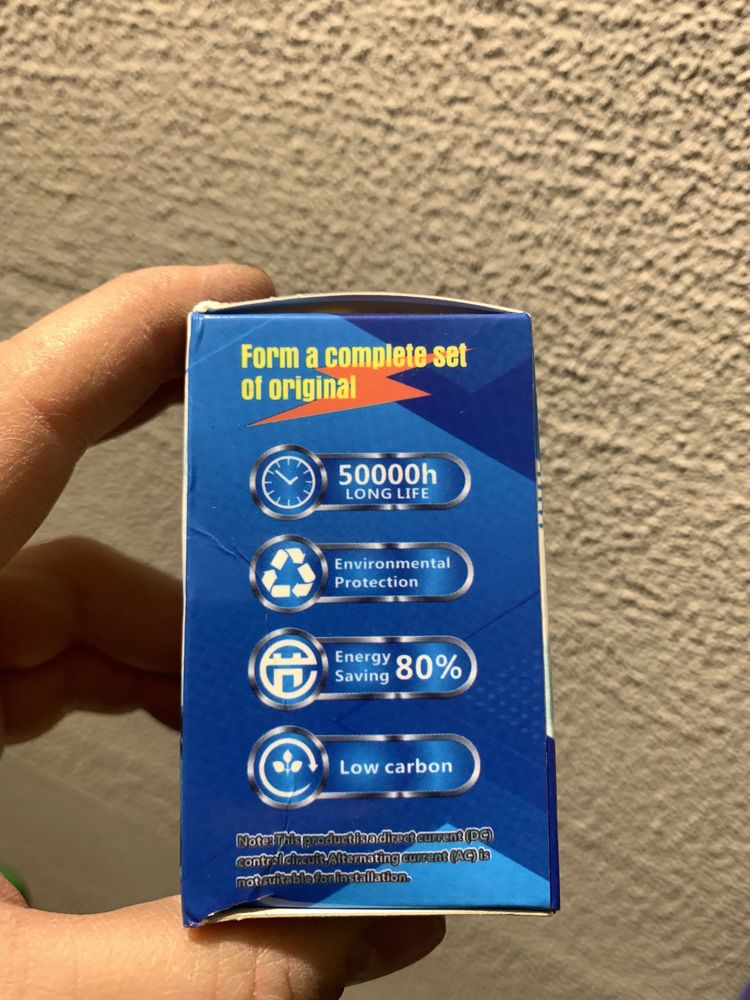 Form a complete set
of original
50000h
LONG LIFE
Environmental
Protection
Energy
Saving 80%
Low carbon
Note: This product is a direct current (DC)
control circuit, Alternating current (AC) is
not suitable for installation.